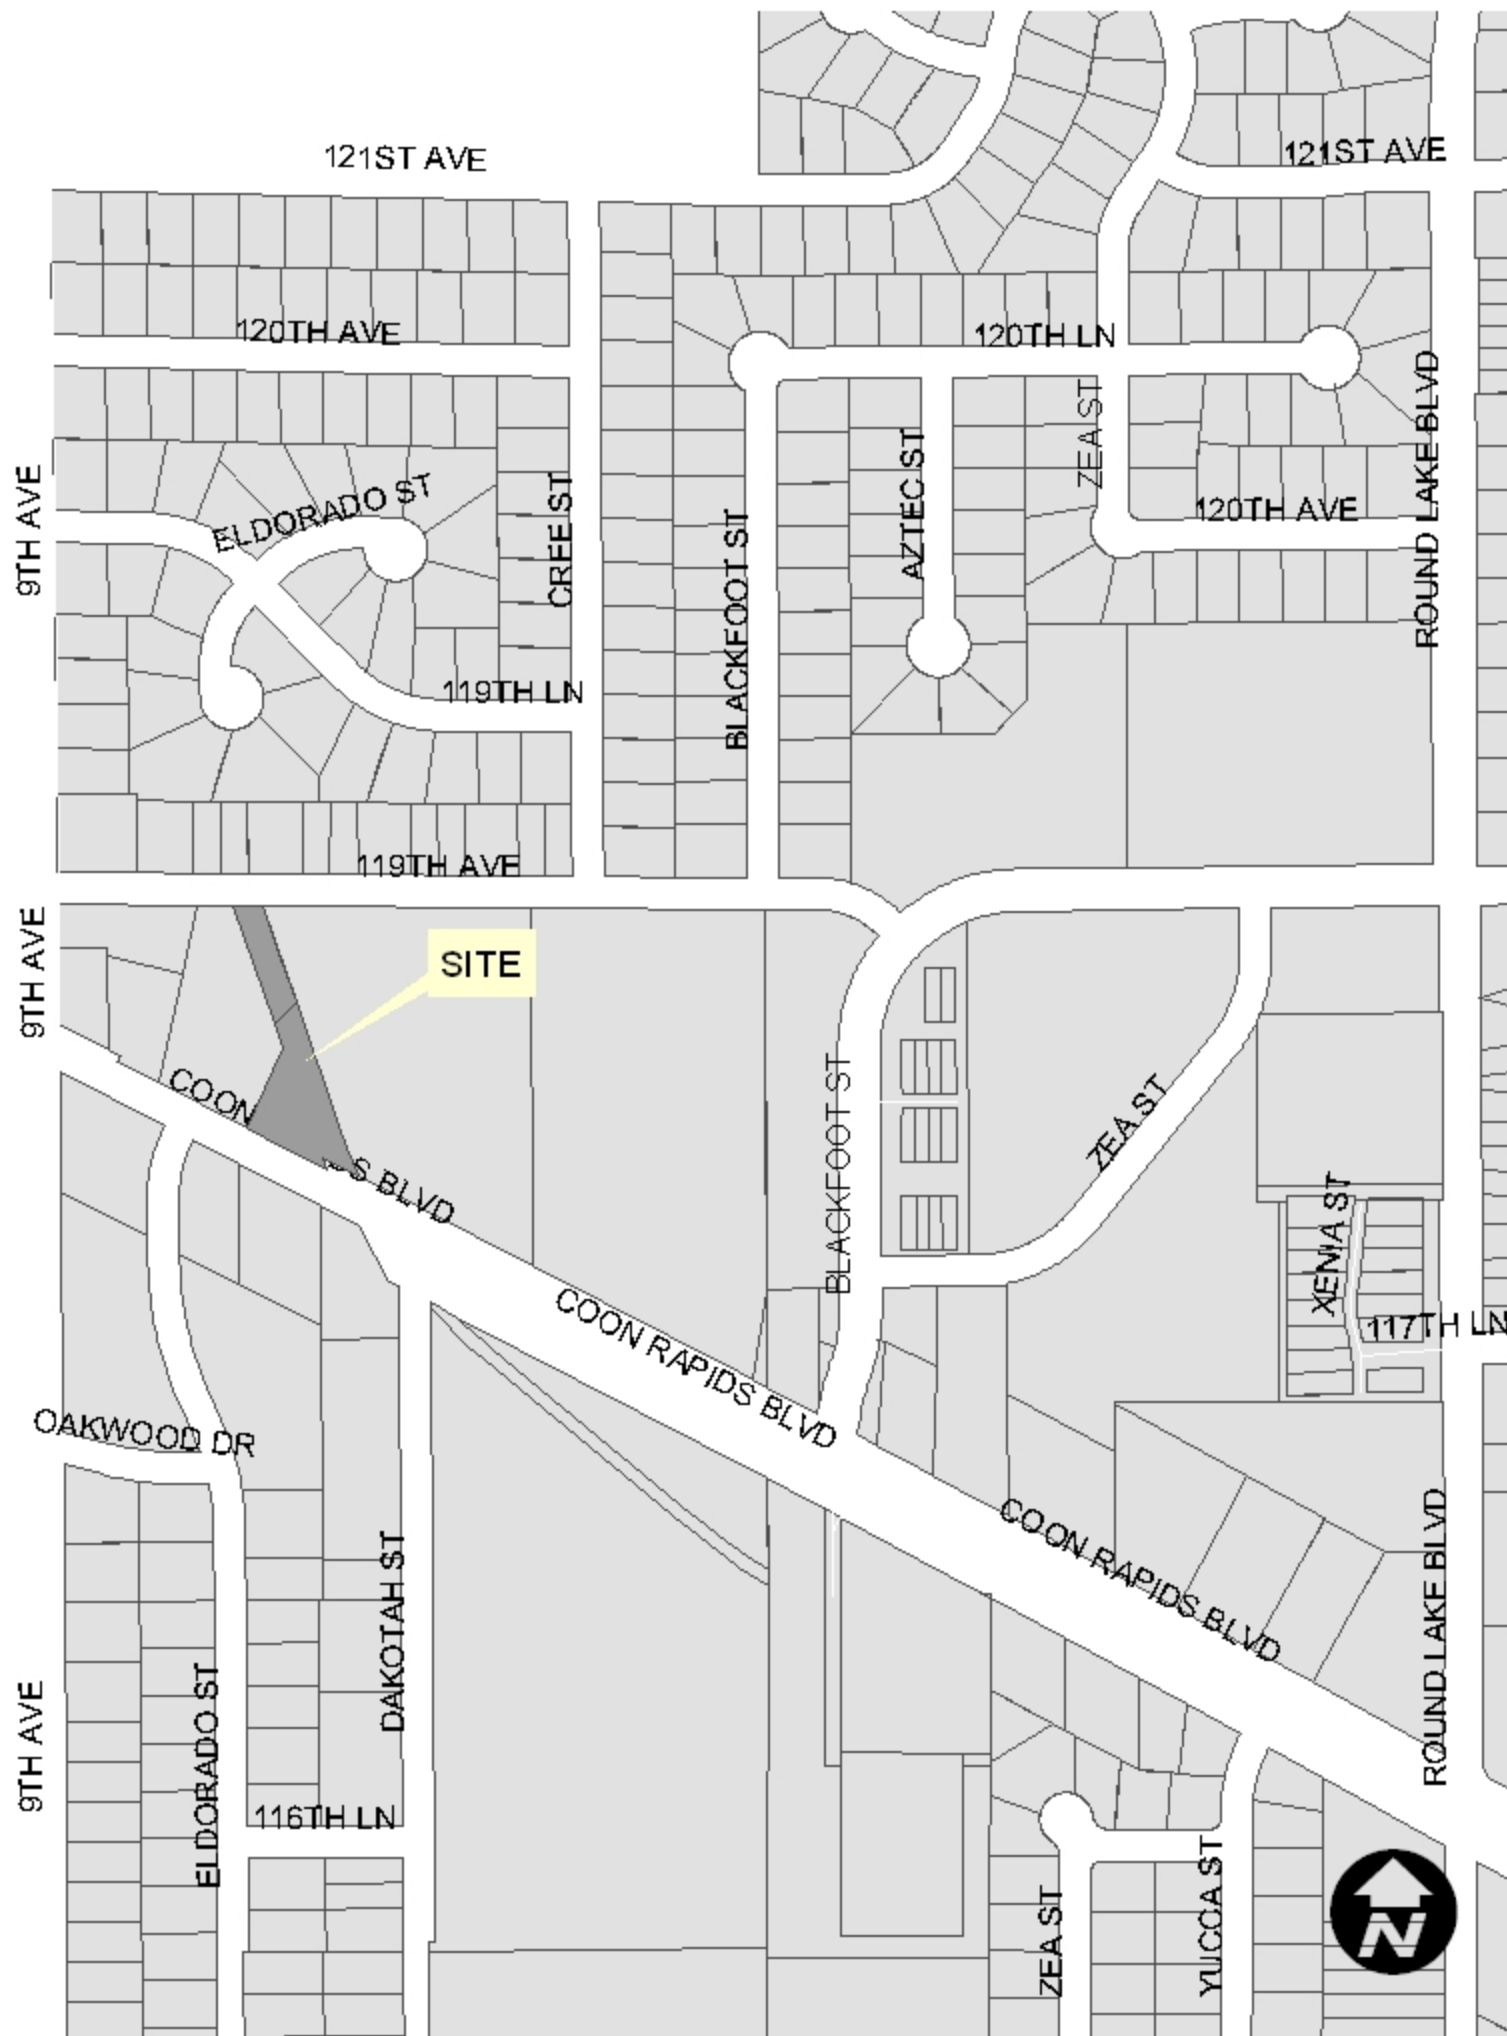 121ST AVE
121ST AVE
120TH AVE
120TH LN
ZEA ST
ROUND LAKE BLVD
AZTEC ST
9TH AVE
ELDORADO ST
CREE ST
120TH AVE
BLACKFOOT ST
119TH LN
119TH AVE
9TH AVE
SITE
COON
S BLVD
BLACKFOOT ST
ZEA ST
XENIA ST
117TH LN
COON RAPIDS BLVD
OAKWOOD DR
COON RAPIDS BLVD
ROUND LAKE BLVD
DAKOTAH ST
9TH AVE
ELDORADO ST
116TH LN
ZEA ST
YUCCA ST
N